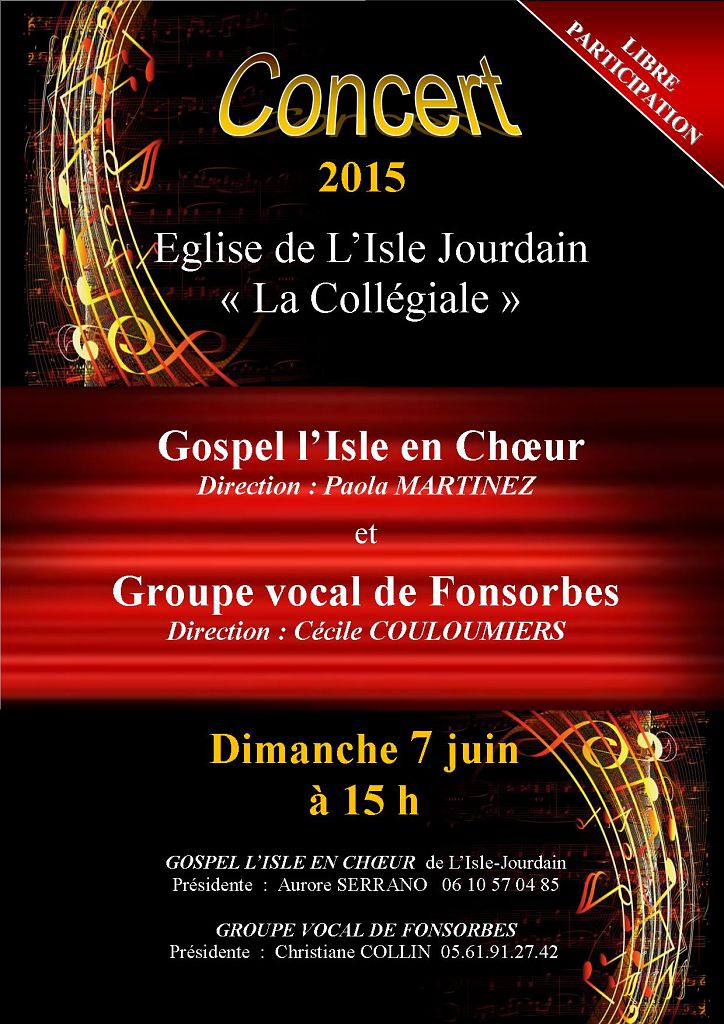 LIBRE
PARTICIPATION
Concert
2015
Eglise de L’Isle Jourdain
« La Collégiale »
Gospel l’Isle en Chœur
Direction : Paola MARTINEZ
et
Groupe vocal de Fonsorbes
Direction : Cécile COULOUMIERS
Dimanche 7 juin
à 15 h
GOSPEL L’ISLE EN CHŒUR de L’Isle-Jourdain
Présidente : Aurore SERRANO 06 10 57 04 85
GROUPE VOCAL DE FONSORBES
Présidente : Christiane COLLIN 05.61.91.27.42